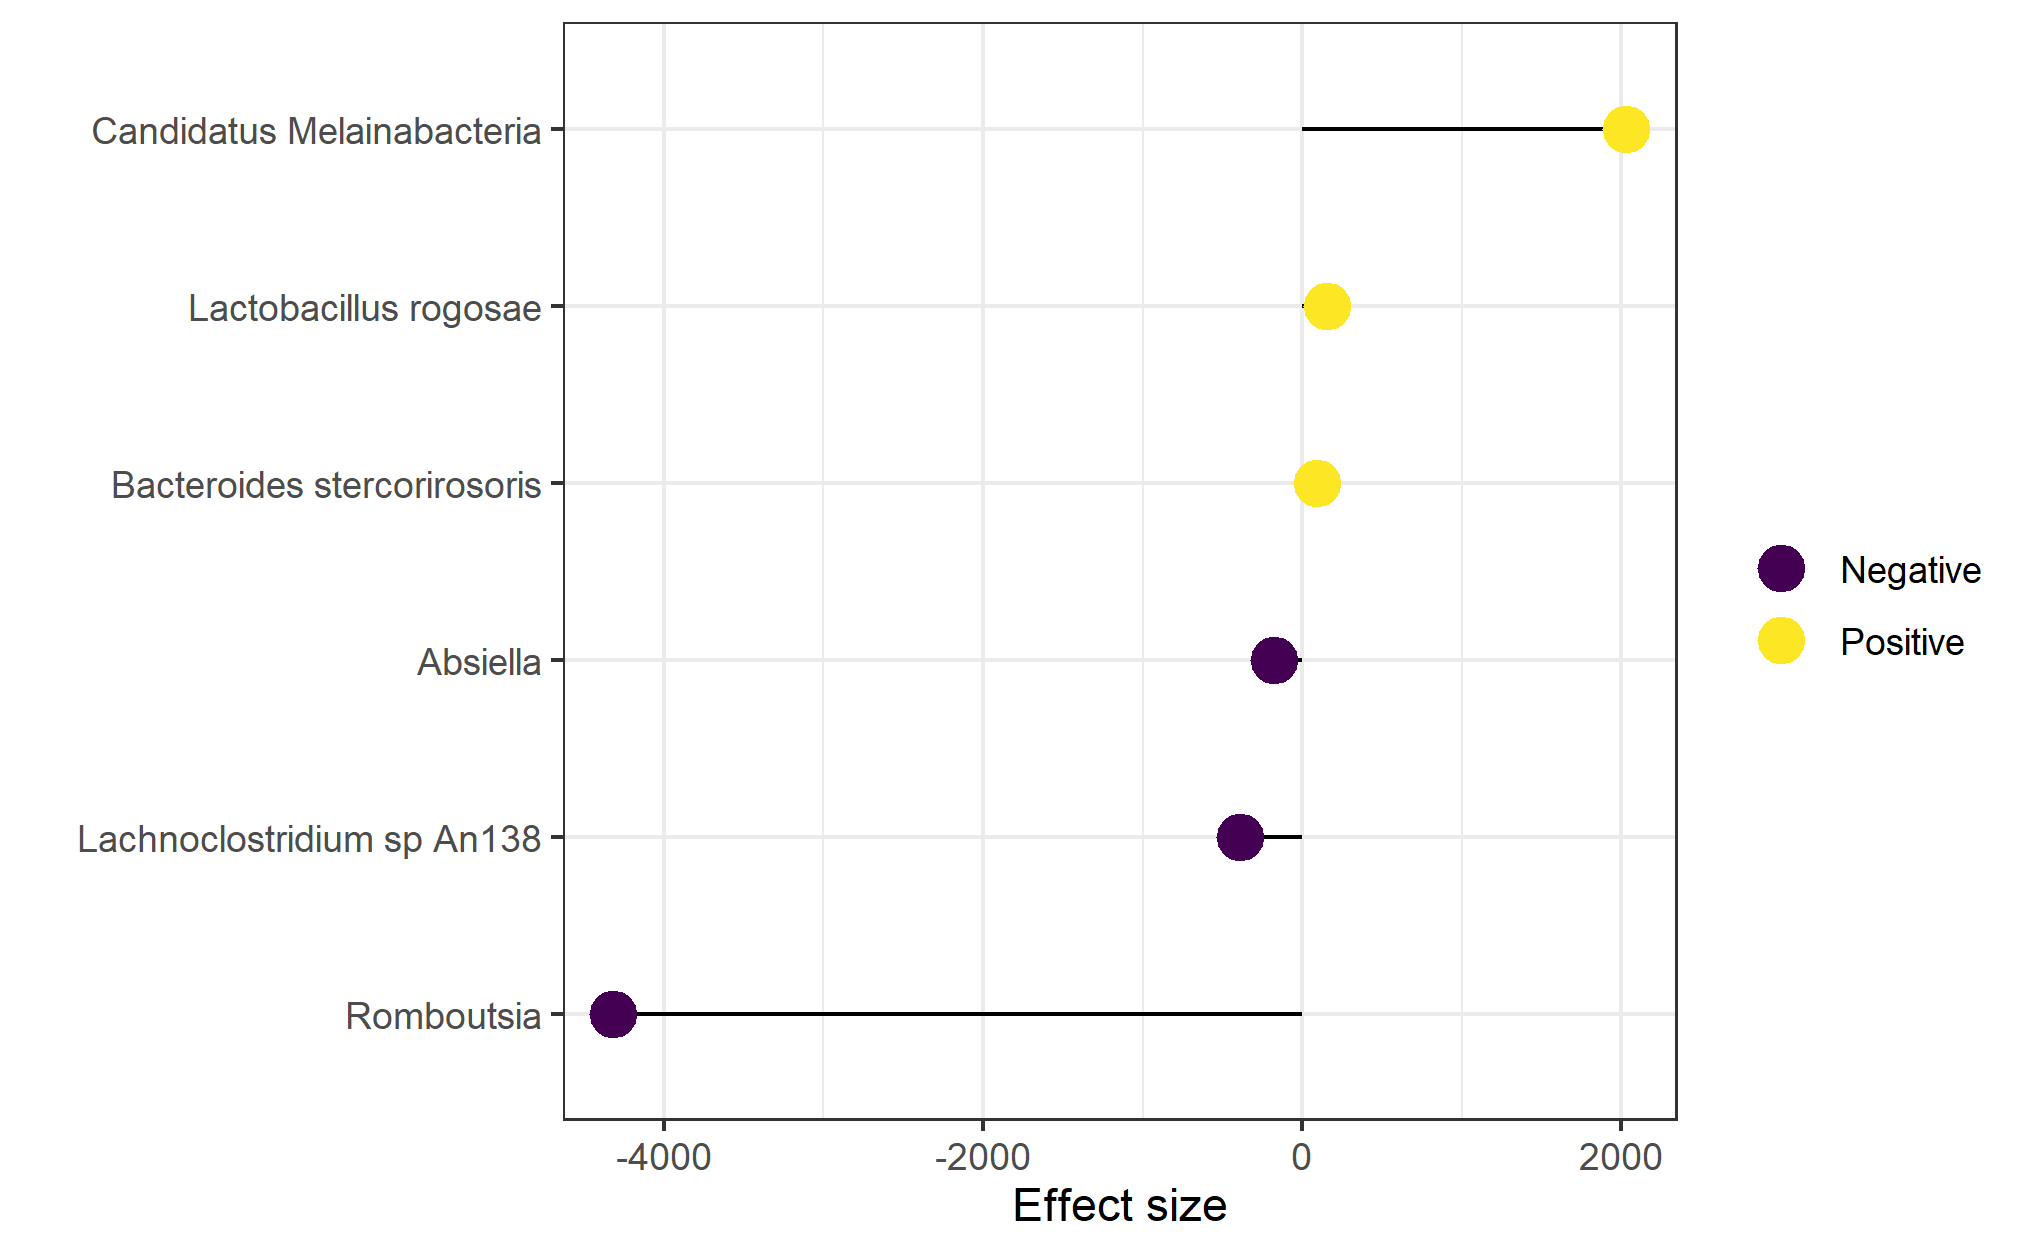 Candidatus Melainabacteria
Lactobacillus rogosae
Bacteroides stercorirosoris
Absiella
Lachnoclostridium sp An138
Romboutsia
-4000 -2000 0 2000
Effect size
Negative
Positive